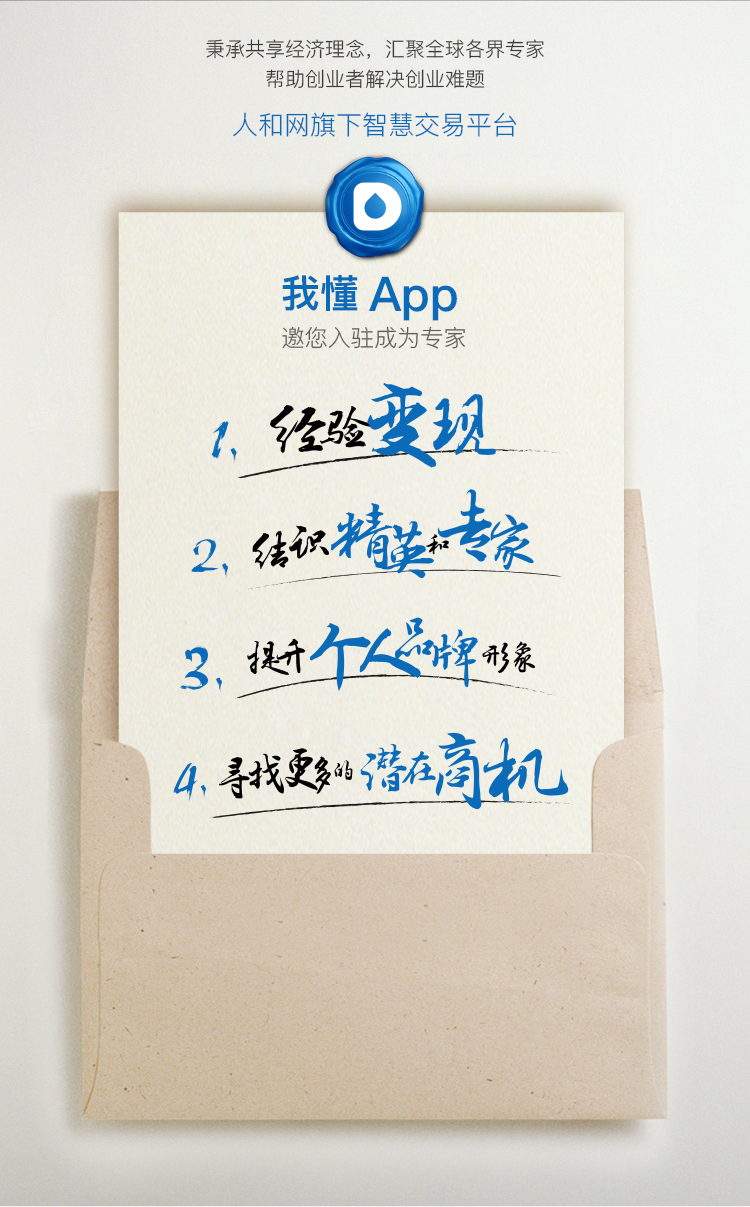 秉承共享经济理念，汇聚全球各界专家
帮助创业者解决创业难题
人和网旗下智慧交易平台
我懂 App
邀您入驻成为专家
1、经验变现
2、结识精英和专家
3、提升个人品牌形象
4、寻找更多的潜在商机